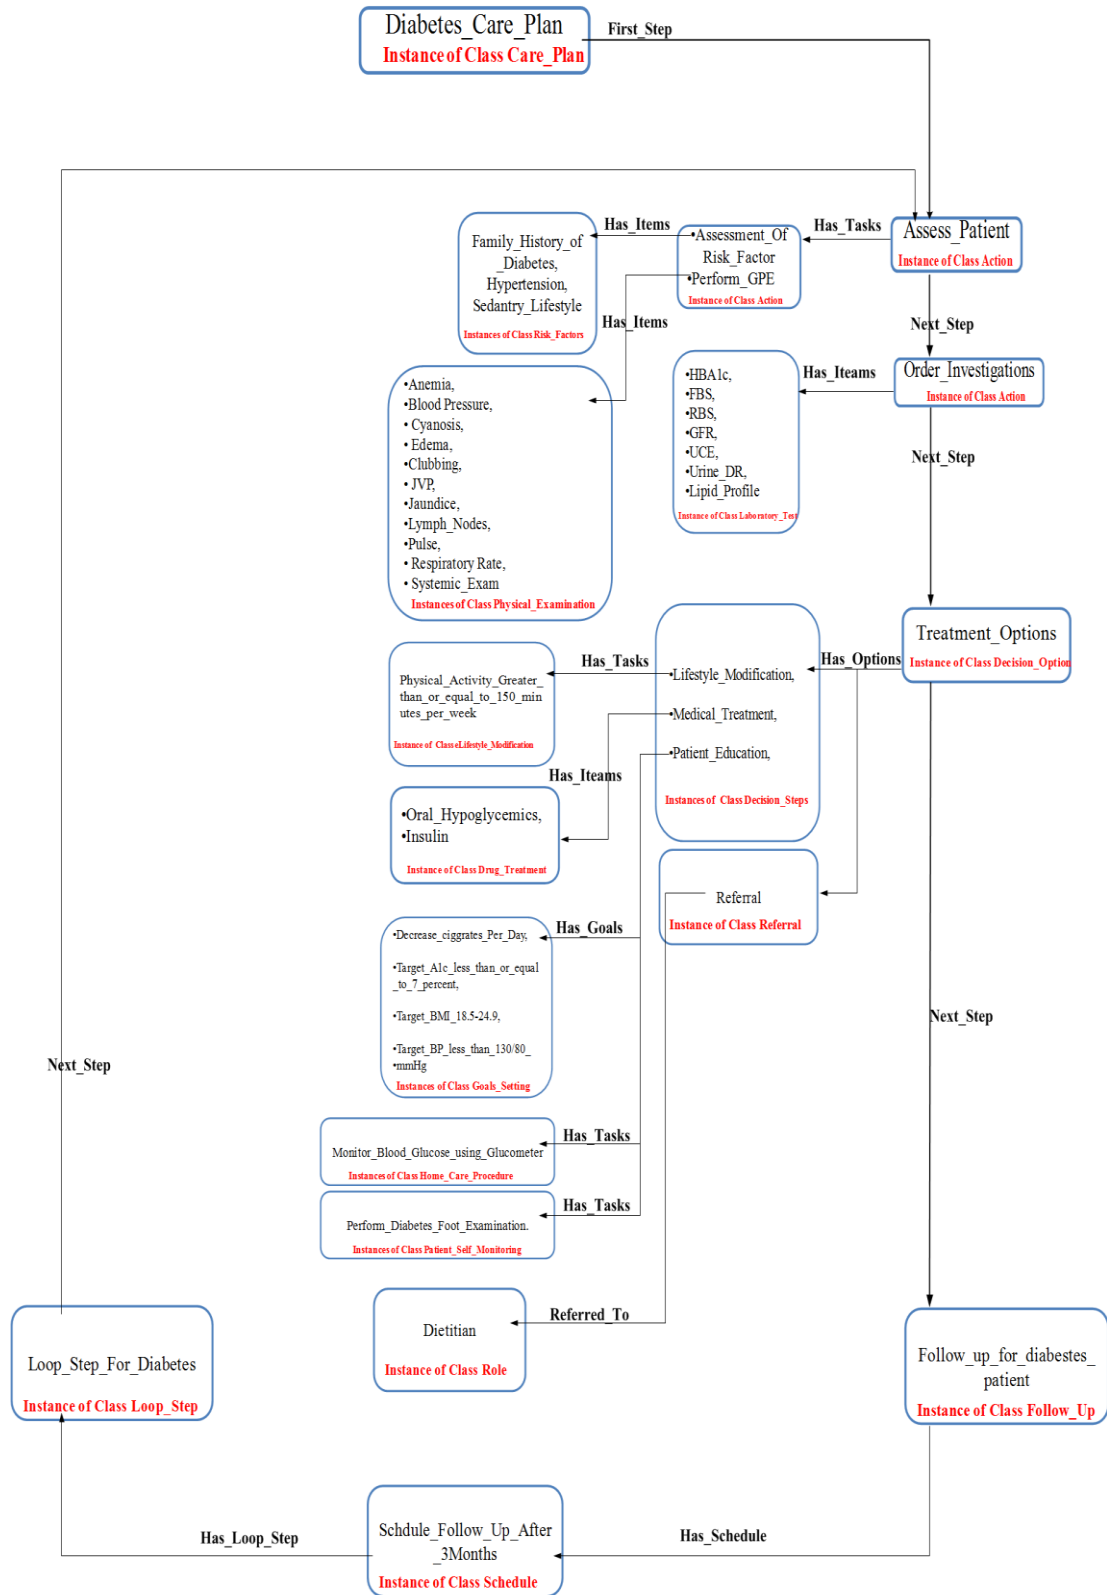 Diabetes_Care_Plan
Instance of Class Care_Plan
First_Step
Assess_Patient
Instance of Class Action
Has_Tasks
•Assessment_Of
Risk_Factor
•Perform_GPE
Instance of Class Action
Has_Items
Family_History_of
_Diabetes,
Hypertension,
Sedantry_Lifestyle
Instances of Class Risk_Factors
Has_Items
•Anemia,
•Blood Pressure,
• Cyanosis,
• Edema,
•Clubbing,
• JVP,
•Jaundice,
•Lymph_Nodes,
•Pulse,
• Respiratory Rate,
• Systemic_Exam
Instances of Class Physical_Examination
Next_Step
Order_Investigations
Instance of Class Action
Has_Iteams
•HBA1c,
•FBS,
•RBS,
•GFR,
•UCE,
•Urine_DR,
•Lipid_Profile
Instance of Class Laboratory_Test
Next_Step
Treatment_Options
Instance of Class Decision_Option
Has_Options
•Lifestyle_Modification,
•Medical_Treatment,
•Patient_Education,
Instances of  Class Decision_Steps
Has_Tasks
Physical_Activity_Greater_
than_or_equal_to_150_min
utes_per_week
Instance of  ClasseLifestyle_Modification
Has_Iteams
•Oral_Hypoglycemics,
•Insulin
Instance of Class Drug_Treatment
Referral
Instance of Class Referral
Has_Goals
•Decrease_ciggrates_Per_Day,
•Target_A1c_less_than_or_equal
_to_7_percent,
•Target_BMI_18.5-24.9,
•Target_BP_less_than_130/80_
•mmHg
Instances of Class Goals_Setting
Has_Tasks
Monitor_Blood_Glucose_using_Glucometer
Instances of Class Home_Care_Procedure
Has_Tasks
Perform_Diabetes_Foot_Examination.
Instances of Class Patient_Self_Monitoring
Referred_To
Dietitian
Instance of Class Role
Next_Step
Follow_up_for_diabestes_
patient
Instance of Class Follow_Up
Has_Schedule
Schdule_Follow_Up_After
_3Months
Instance of Class Schedule
Has_Loop_Step
Loop_Step_For_Diabetes
Instance of Class Loop_Step
Next_Step